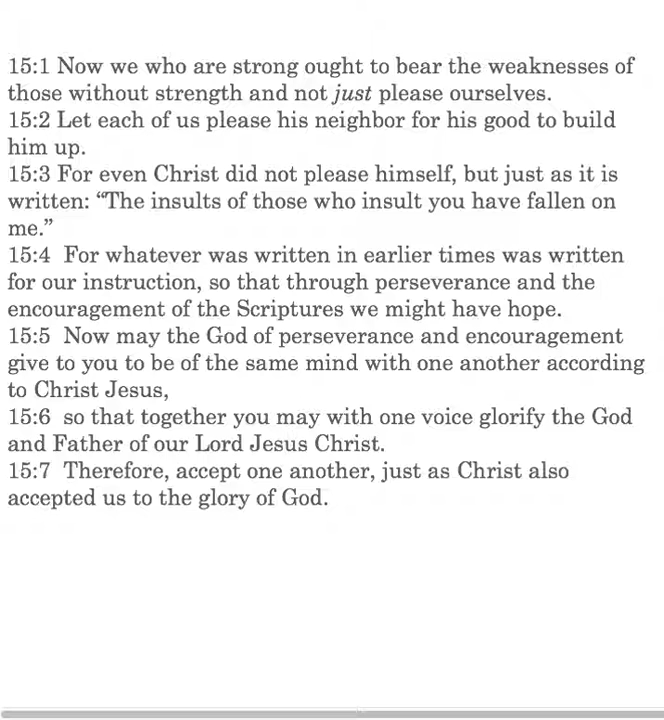 15:1 Now we who are strong ought to bear the weaknesses of
those without strength and not just please ourselves.
15:2 Let each of us please his neighbor for his good to build
him up.
15:3 For even Christ did not please himself, but just as it is
written: “The insults of those who insult you have fallen on
me.”
15:4  For whatever was written in earlier times was written
for our instruction, so that through perseverance and the
encouragement of the Scriptures we might have hope.
15:5  Now may the God of perseverance and encouragement
give to you to be of the same mind with one another according
to Christ Jesus,
15:6  so that together you may with one voice glorify the God
and Father of our Lord Jesus Christ.
15:7  Therefore, accept one another, just as Christ also
accepted us to the glory of God.